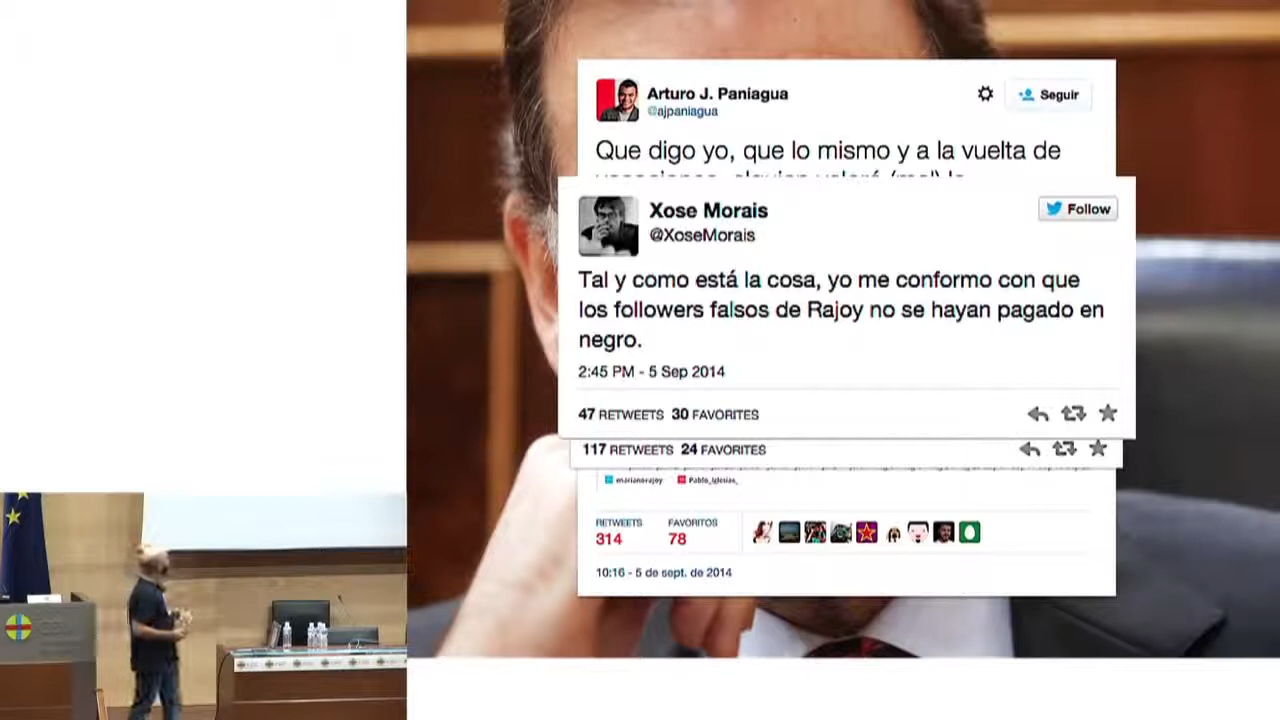 Arturo J. Paniagua
@ajpaniagua
Seguir
Que digo yo, que lo mismo y a la vuelta de
Xose Morais
@XoseMorais
Follow
Tal y como está la cosa, yo me conformo con que
los followers falsos de Rajoy no se hayan pagado en
negro.
2:45 PM - 5 Sep 2014
47 RETWEETS 30 FAVORITES
117 RETWEETS 24 FAVORITES
marianorajoy Pablo_Iglesias_
RETWEETS FAVORITOS
314 78
10:16 - 5 de sept. de 2014